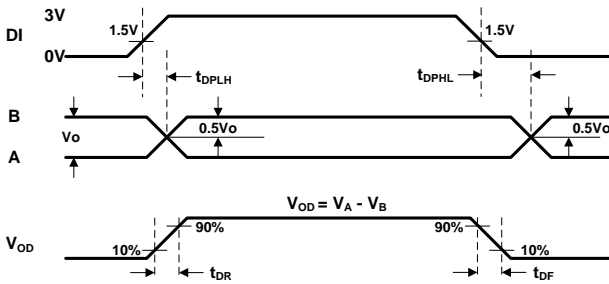 3V
DI
1.5V
1.5V
0V
tDPLH
tDPHL
B
Vo
0.5Vo
0.5Vo
A
VOD = VA - VB
90%
90%
VOD
10%
10%
tDR
tDF